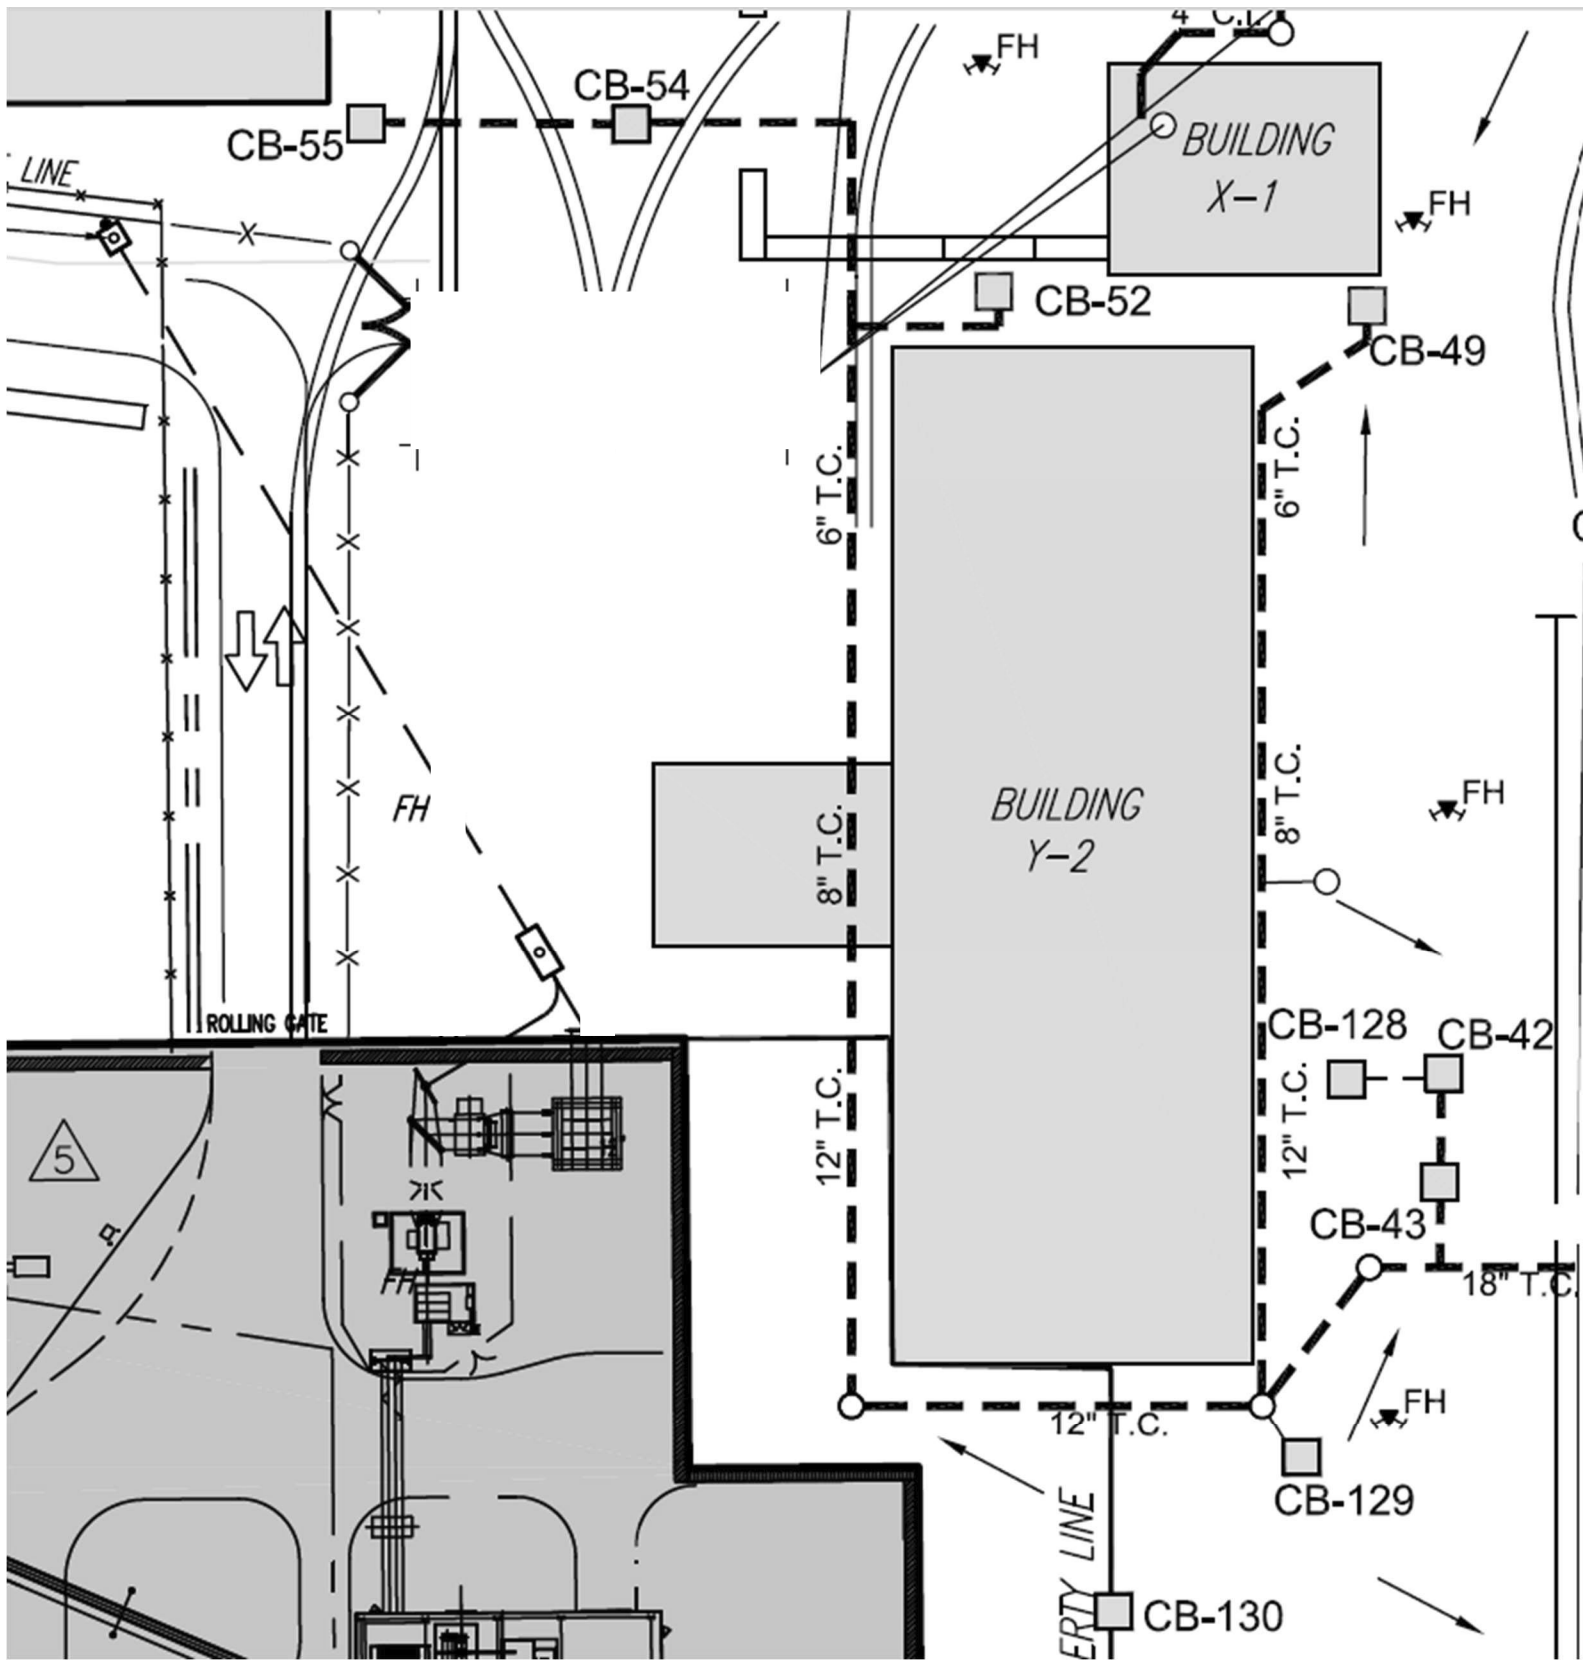 4" C.I.
FH
CB-54
CB-55
BUILDING
X-1
LINE
FH
X
CB-52
CB-49
6" T.C.
6" T.C.
FH
8" T.C.
FH
8" T.C.
BUILDING
Y-2
ROLLING GATE
CB-128
CB-42
12" T.C.
12" T.C.
5
CB-43
FH
18" T.C.
FH
12" T.C.
CB-129
ERTY LINE
CB-130